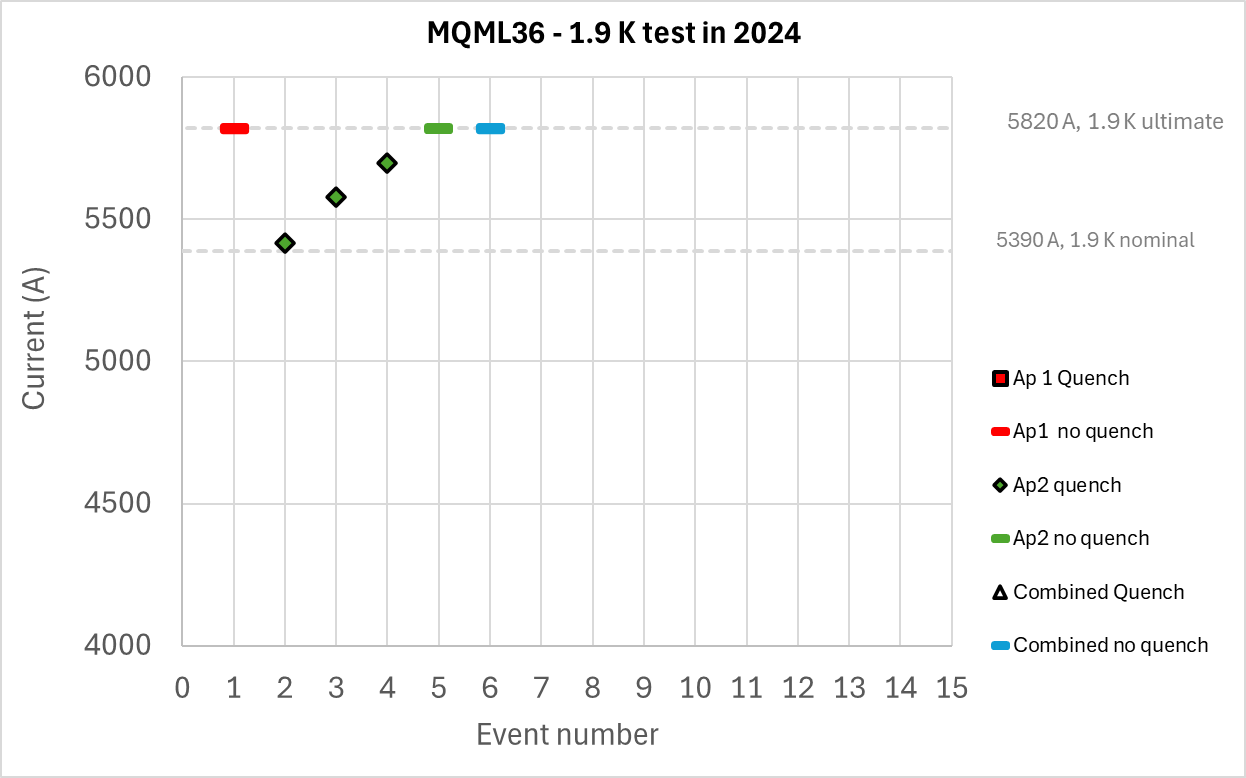 MQML36 - 1.9 K test in 2024
6000
5500
5000
4500
4000
Current (A)
0 1 2 3 4 5 6 7 8 9 10 11 12 13 14 15
Event number
5820 A, 1.9 K ultimate
5390 A, 1.9 K nominal
Ap 1 Quench
Ap1 no quench
Ap2 quench
Ap2 no quench
Combined Quench
Combined no quench